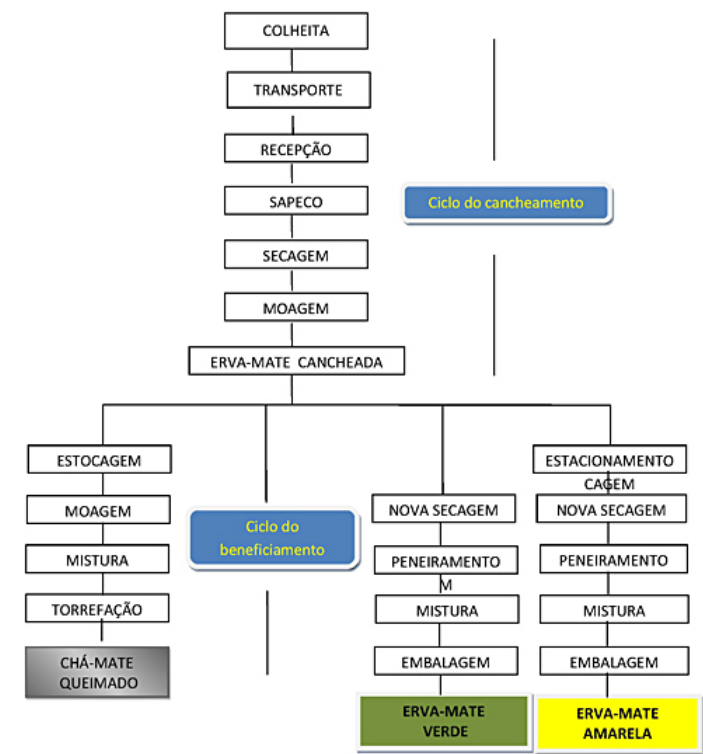 COLHEITA
TRANSPORTE
RECEPÇÃO
SAPECO
Ciclo do cancheamento
SECAGEM
MOAGEM
ERVA-MATE CANCHEADA
ESTOCAGEM
MOAGEM
MISTURA
TORREFAÇÃO
CHÁ-MATE
QUEIMADO
Ciclo do
beneficiamento
NOVA SECAGEM
PENEIRAMENTO
M
MISTURA
EMBALAGEM
ERVA-MATE
VERDE
ESTACIONAMENTO
CAGEM
NOVA SECAGEM
PENEIRAMENTO
MISTURA
EMBALAGEM
ERVA-MATE
AMARELA